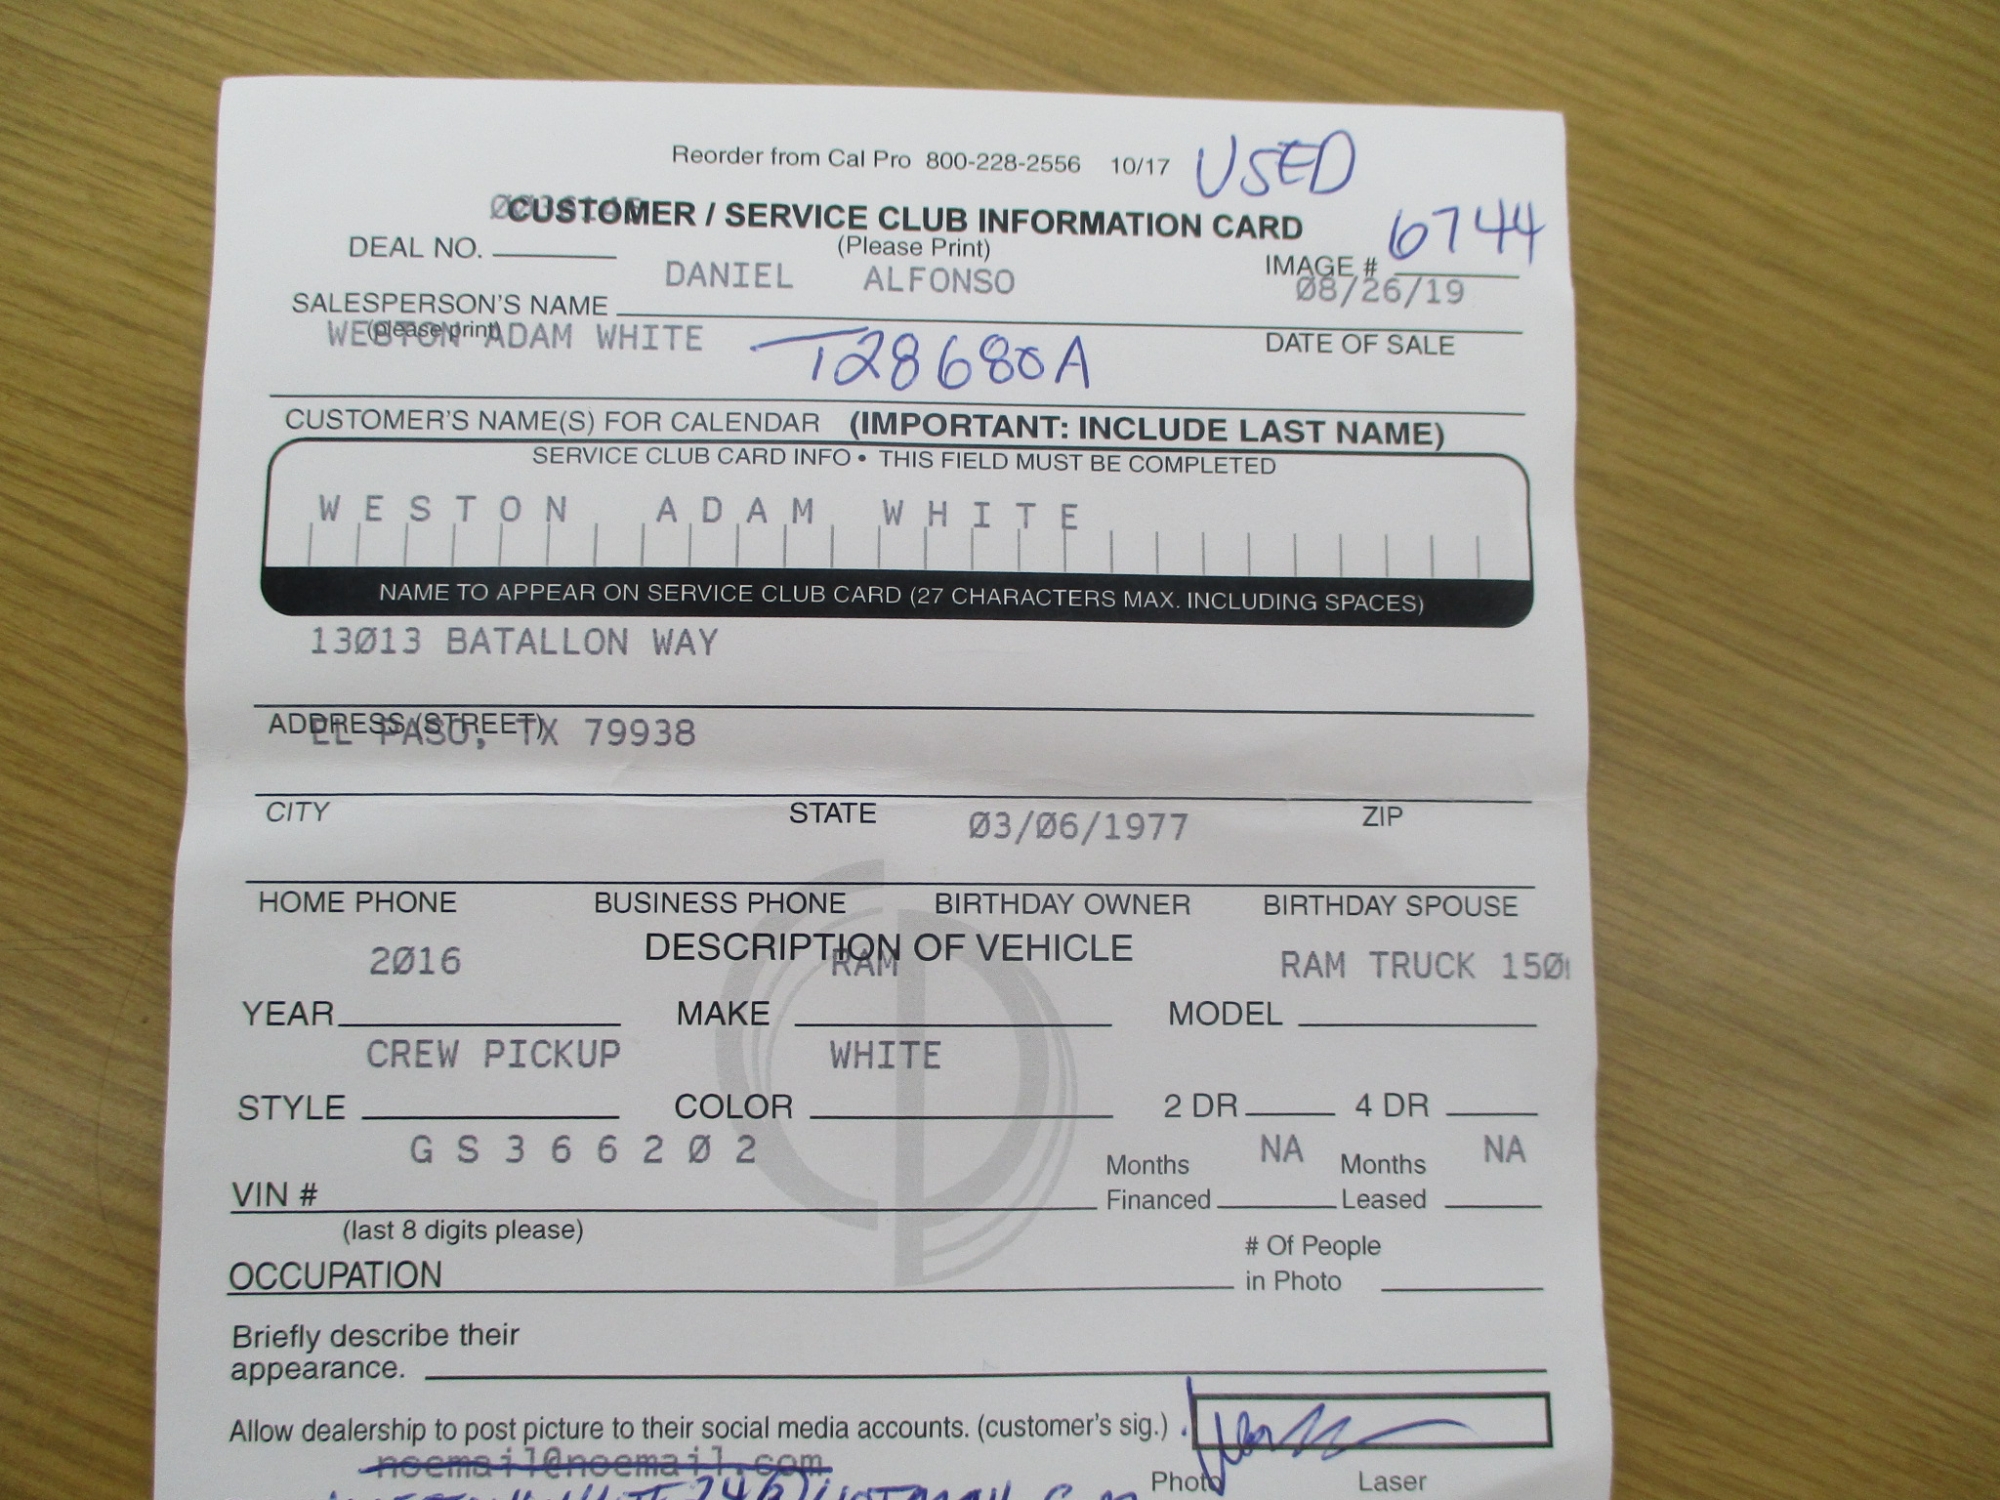 Reorder from Cal Pro 800-228-2556 10/17 USED
CUSTOMER / SERVICE CLUB INFORMATION CARD 6744
DEAL NO. (Please Print) IMAGE #
DANIEL ALFONSO 08/26/19
SALESPERSON'S NAME
(please print) DATE OF SALE
WESTON ADAM WHITE T28680A
CUSTOMER'S NAME(S) FOR CALENDAR (IMPORTANT: INCLUDE LAST NAME)
SERVICE CLUB CARD INFO • THIS FIELD MUST BE COMPLETED
WESTON ADAM WHITE
NAME TO APPEAR ON SERVICE CLUB CARD (27 CHARACTERS MAX. INCLUDING SPACES)
13013 BATALLON WAY
ADDRESS (STREET)
EL PASO, TX 79938
CITY STATE ZIP
03/06/1977
HOME PHONE BUSINESS PHONE BIRTHDAY OWNER BIRTHDAY SPOUSE
DESCRIPTION OF VEHICLE
2016 RAM RAM TRUCK 150
YEAR MAKE MODEL
CREW PICKUP WHITE
STYLE COLOR 2 DR 4 DR
G S 3 6 6 2 0 2 NA NA
VIN # Months Financed Months Leased
(last 8 digits please)
OCCUPATION # Of People in Photo
Briefly describe their
appearance.
Allow dealership to post picture to their social media accounts. (customer's sig.)
noemail@noemail.com
Photo Laser